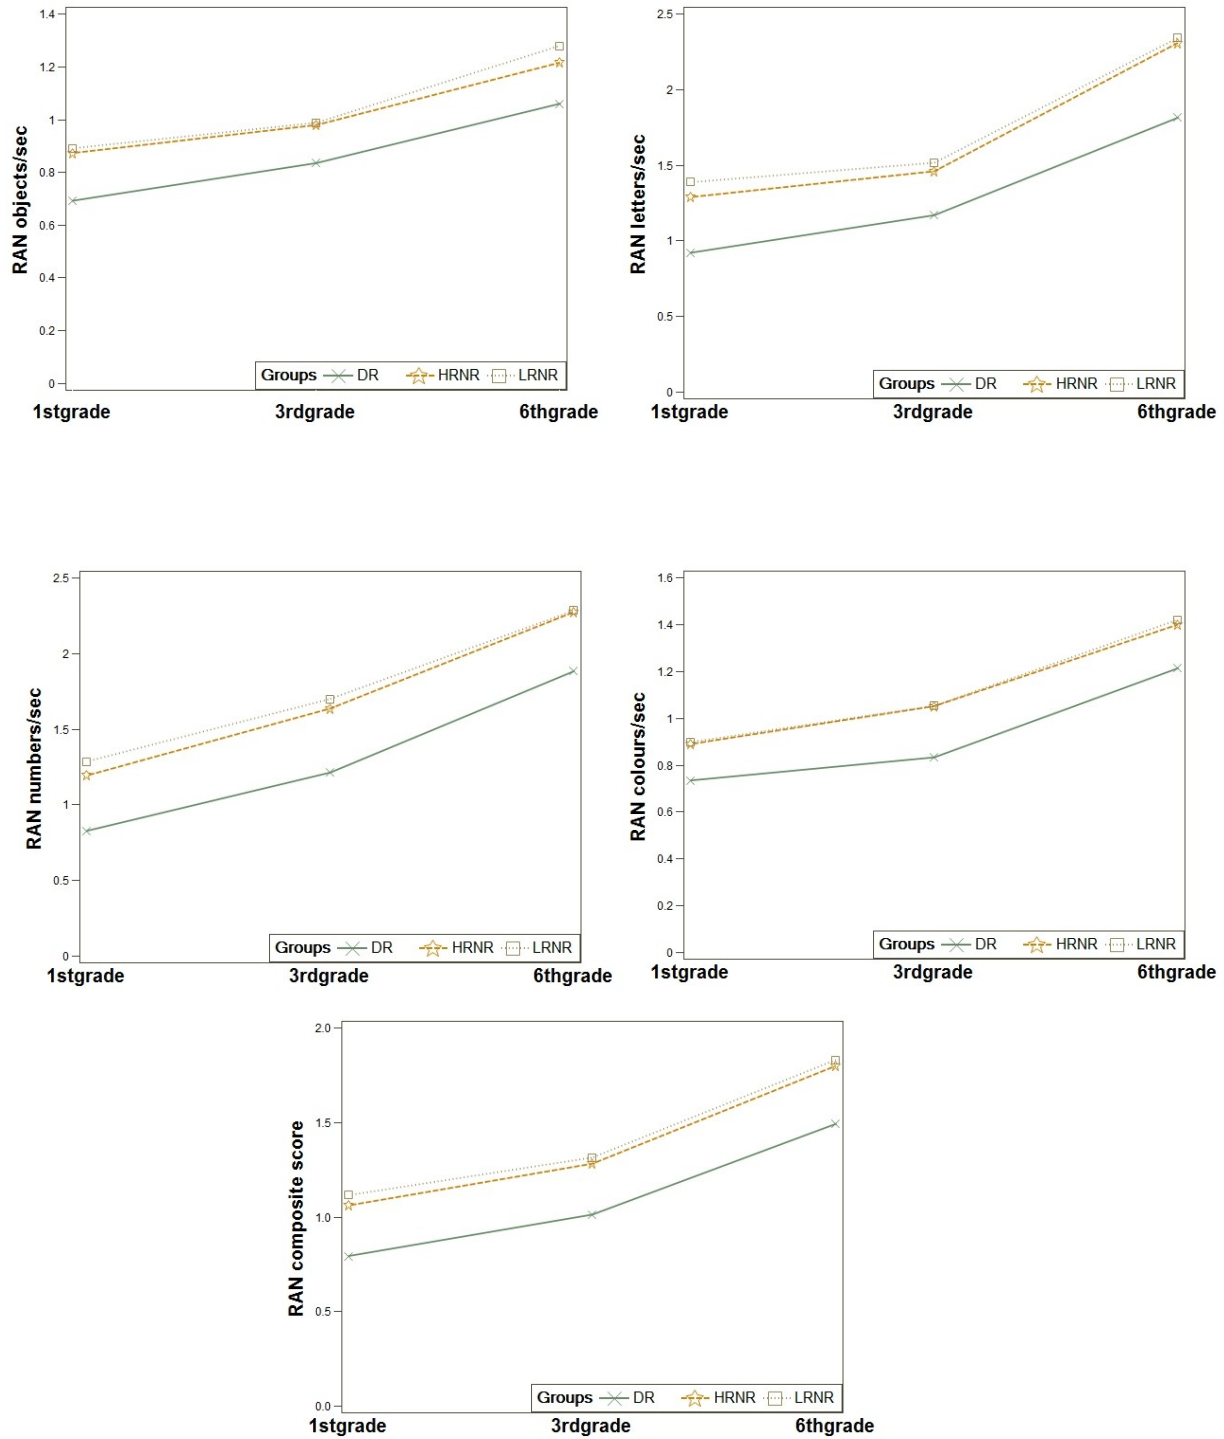 1.4
1.2
1
0.8
0.6
0.4
0.2
0
RAN objects/sec
Groups DR HRNR LRNR
1stgrade 3rdgrade 6thgrade
2.5
2
1.5
1
0.5
0
RAN letters/sec
Groups DR HRNR LRNR
1stgrade 3rdgrade 6thgrade
2.5
2
1.5
1
0.5
0
RAN numbers/sec
Groups DR HRNR LRNR
1stgrade 3rdgrade 6thgrade
1.6
1.4
1.2
1
0.8
0.6
0.4
0.2
0
RAN colours/sec
Groups DR HRNR LRNR
1stgrade 3rdgrade 6thgrade
2.0
1.5
1.0
0.5
0.0
RAN composite score
Groups DR HRNR LRNR
1stgrade 3rdgrade 6thgrade